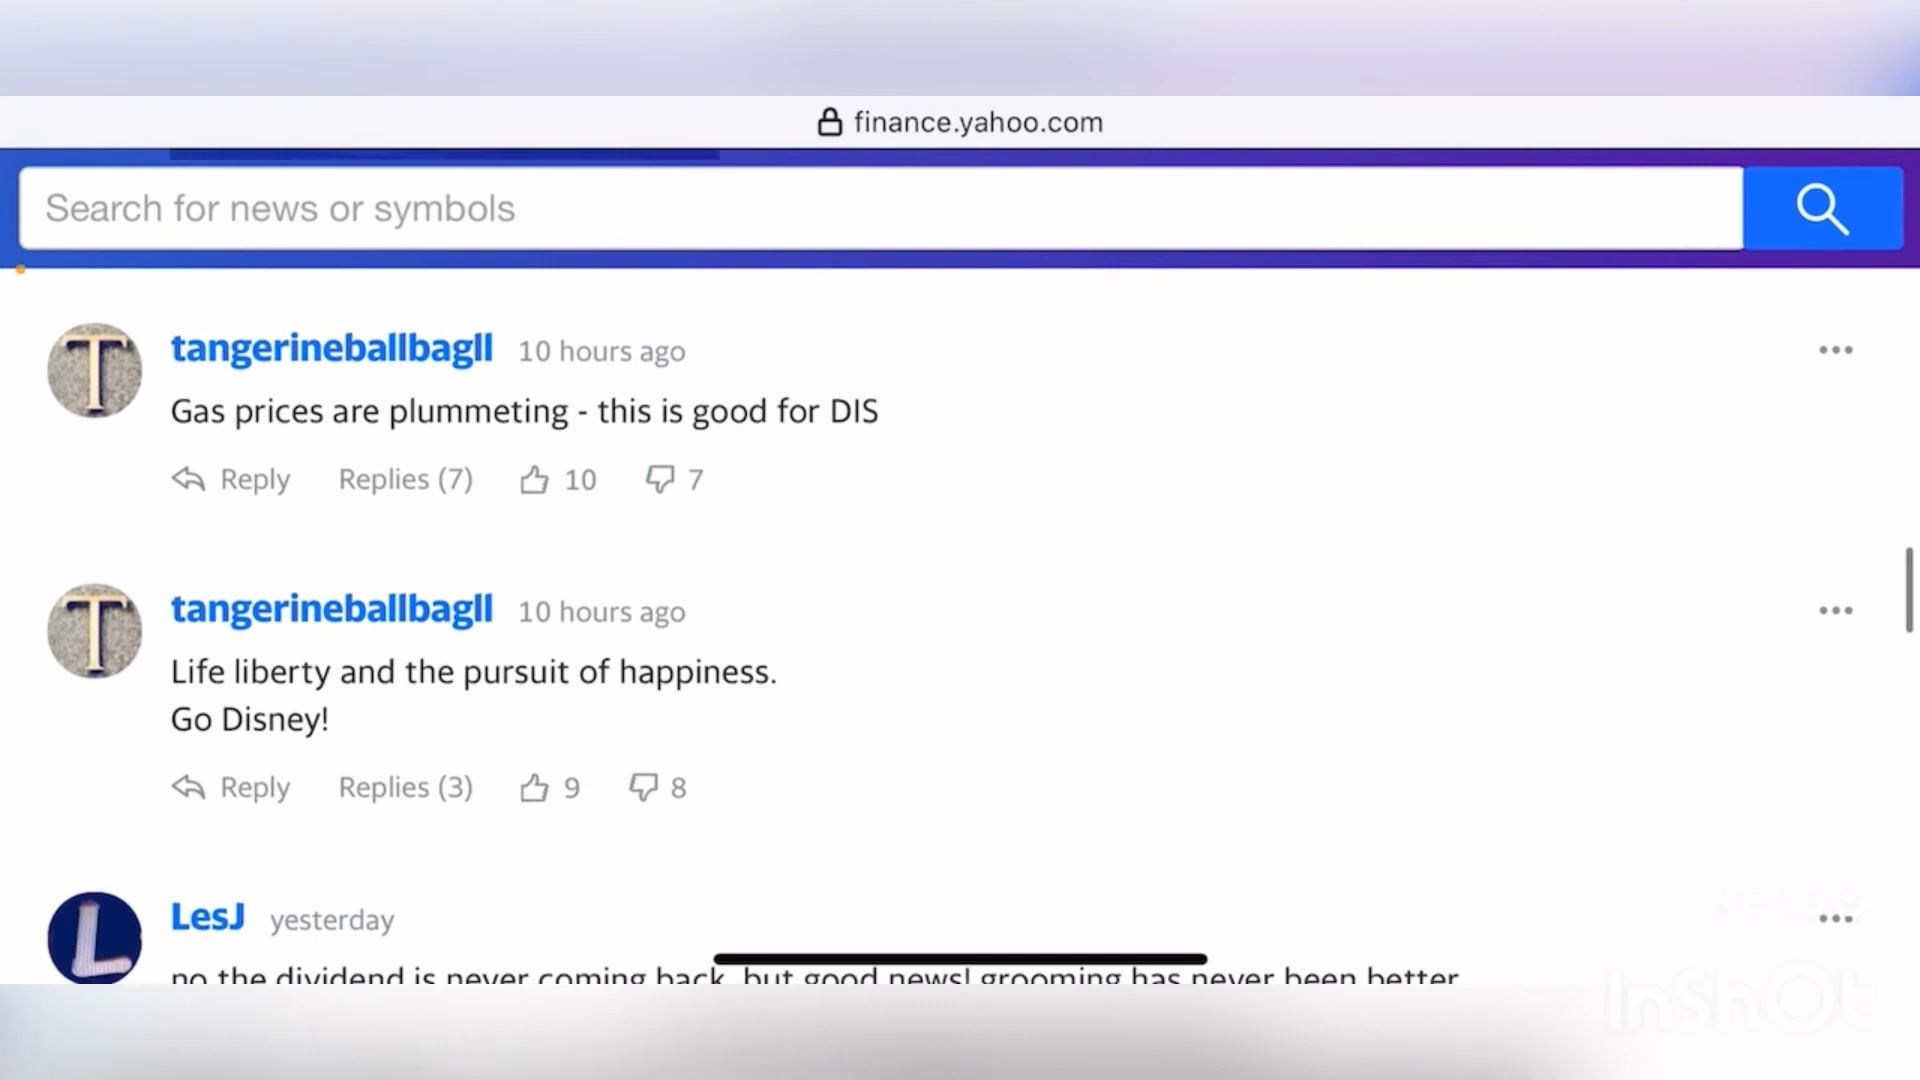 finance.yahoo.com
Search for news or symbols
T
tangerineballbagll 10 hours ago
Gas prices are plummeting - this is good for DIS
Reply Replies (7) 10 7
T
tangerineballbagll 10 hours ago
Life liberty and the pursuit of happiness.
Go Disney!
Reply Replies (3) 9 8
L
LesJ yesterday
no the dividend is never coming back, but good news! grooming has never been better
InShOt